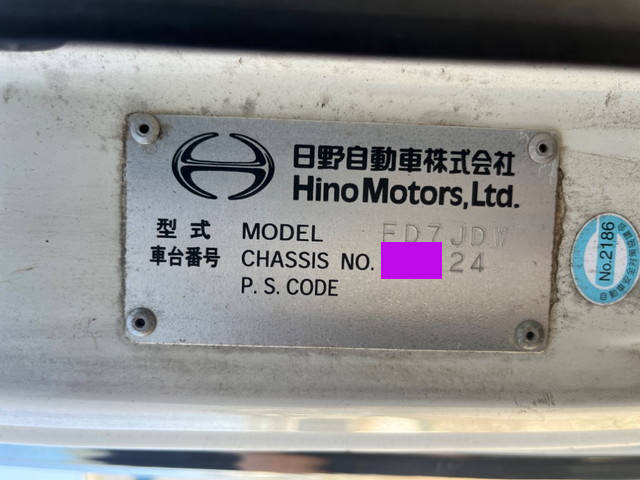 日野自動車株式会社
Hino Motors, Ltd.
型式 MODEL FD7JDW
車台番号 CHASSIS NO. 24
P. S. CODE
No.2186